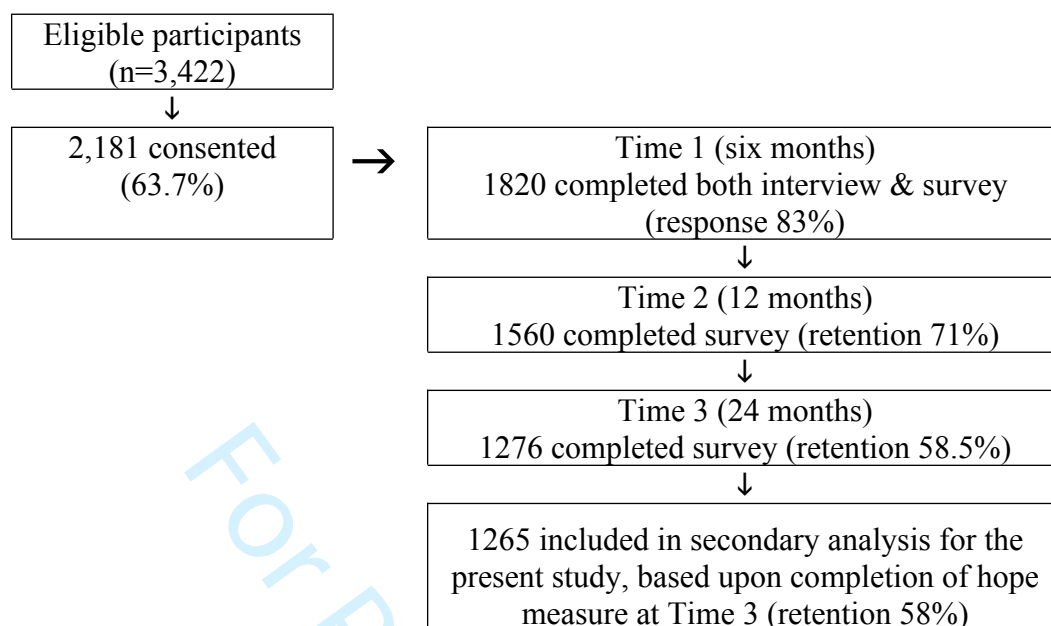 Eligible participants
(n=3,422)
↓
2,181 consented
(63.7%)
→
Time 1 (six months)
1820 completed both interview & survey
(response 83%)
↓
Time 2 (12 months)
1560 completed survey (retention 71%)
↓
Time 3 (24 months)
1276 completed survey (retention 58.5%)
↓
1265 included in secondary analysis for the
present study, based upon completion of hope
measure at Time 3 (retention 58%)
For